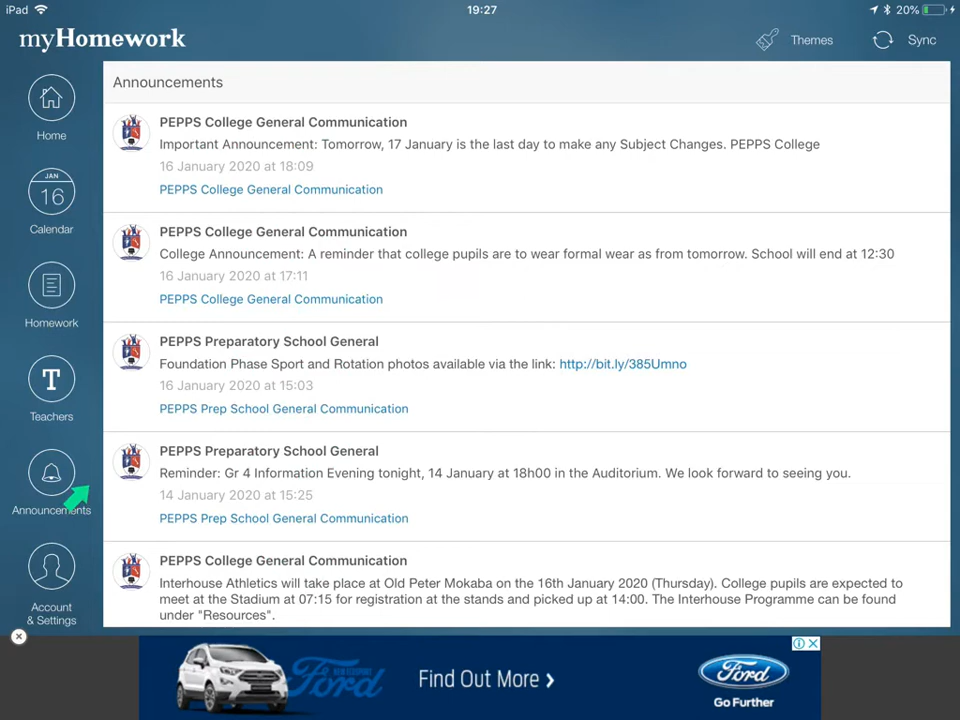 iPad 19:27 20%
myHomework Themes Sync
Announcements
Home
JAN
16
Calendar
Homework
T
Teachers
Announcements
Account
& Settings
PEPPS College General Communication
Important Announcement: Tomorrow, 17 January is the last day to make any Subject Changes. PEPPS College
16 January 2020 at 18:09
PEPPS College General Communication
PEPPS College General Communication
College Announcement: A reminder that college pupils are to wear formal wear as from tomorrow. School will end at 12:30
16 January 2020 at 17:11
PEPPS College General Communication
PEPPS Preparatory School General
Foundation Phase Sport and Rotation photos available via the link: http://bit.ly/385Umno
16 January 2020 at 15:03
PEPPS Prep School General Communication
PEPPS Preparatory School General
Reminder: Gr 4 Information Evening tonight, 14 January at 18h00 in the Auditorium. We look forward to seeing you.
14 January 2020 at 15:25
PEPPS Prep School General Communication
PEPPS College General Communication
Interhouse Athletics will take place at Old Peter Mokaba on the 16th January 2020 (Thursday). College pupils are expected to
meet at the Stadium at 07:15 for registration at the stands and picked up at 14:00. The Interhouse Programme can be found
under "Resources".
Ford
Find Out More
Ford
Go Further